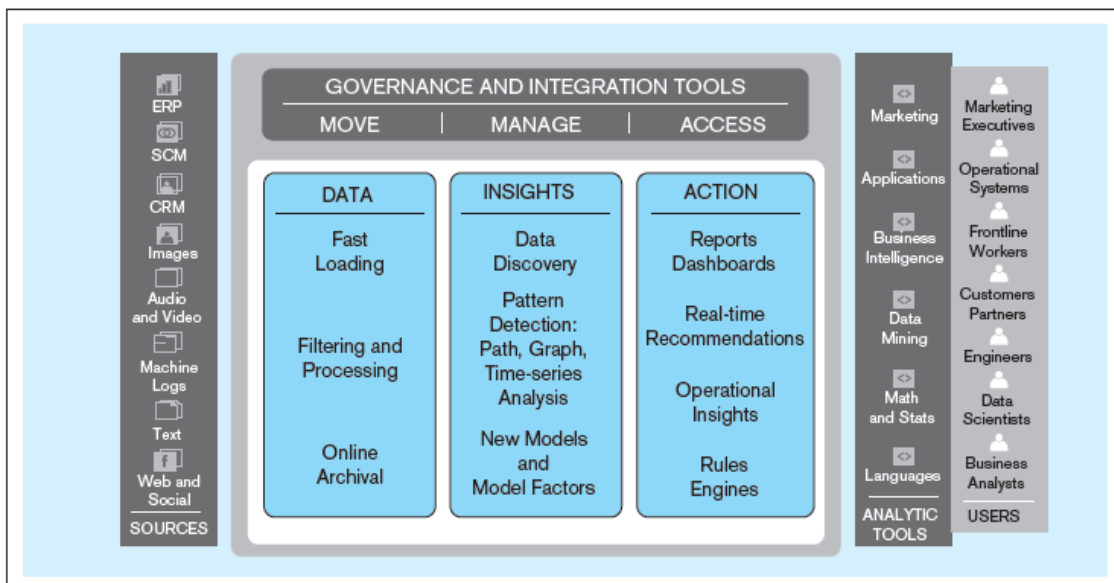 ERP
SCM
CRM
Images
Audio
and Video
Machine
Logs
Text
Web and
Social
SOURCES
GOVERNANCE AND INTEGRATION TOOLS
MOVE
MANAGE
ACCESS
DATA
Fast
Loading
Filtering and
Processing
Online
Archival
INSIGHTS
Data
Discovery
Pattern
Detection:
Path, Graph,
Time-series
Analysis
New Models
and
Model Factors
ACTION
Reports
Dashboards
Real-time
Recommendations
Operational
Insights
Rules
Engines
Marketing
Applications
Business
Intelligence
Data
Mining
Math
and Stats
Languages
ANALYTIC
TOOLS
Marketing
Executives
Operational
Systems
Frontline
Workers
Customers
Partners
Engineers
Data
Scientists
Business
Analysts
USERS